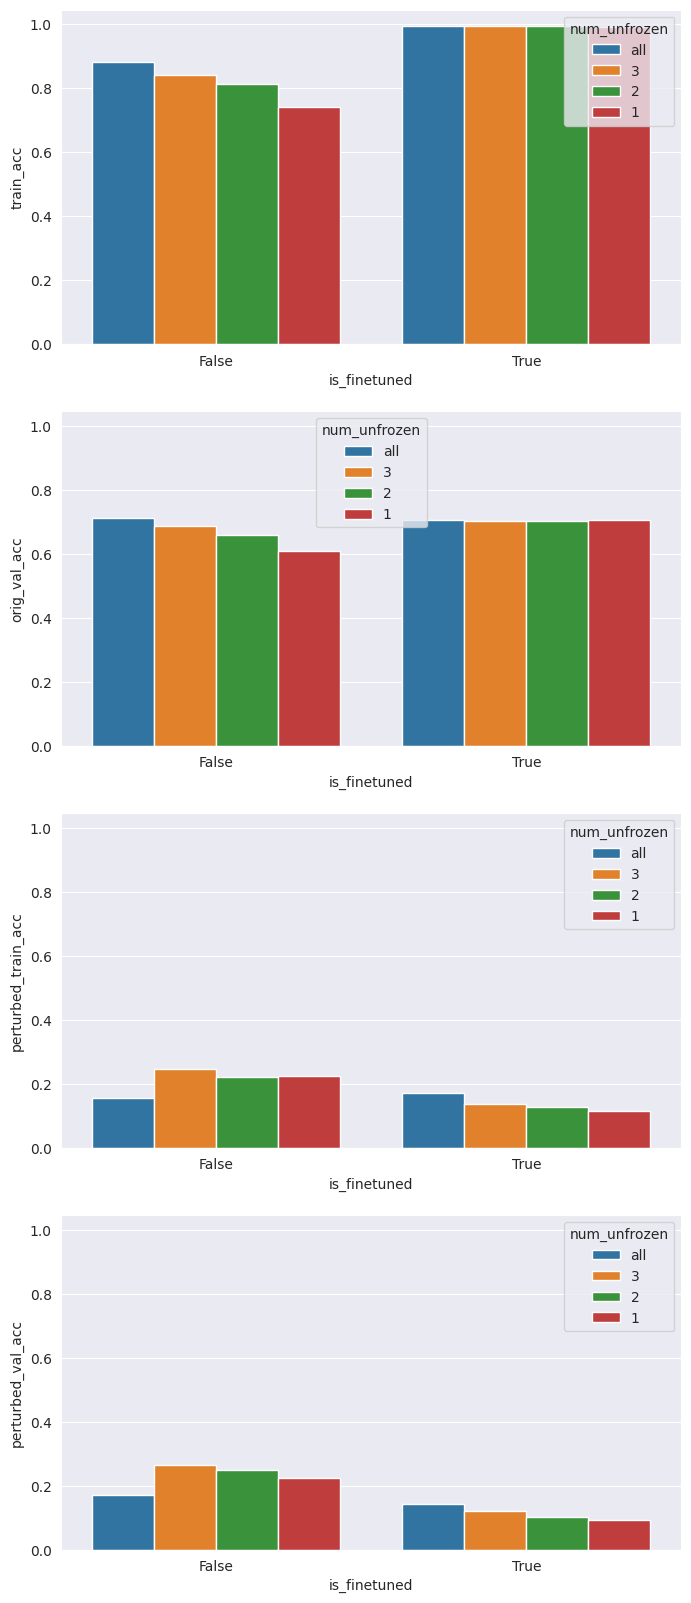 1.0
num_unfrozen
all
3
2
1
0.8
0.6
0.4
0.2
0.0
train_acc
False
True
is_finetuned
1.0
num_unfrozen
all
3
2
1
0.8
0.6
0.4
0.2
0.0
orig_val_acc
False
True
is_finetuned
1.0
num_unfrozen
all
3
2
1
0.8
0.6
0.4
0.2
0.0
perturbed_train_acc
False
True
is_finetuned
1.0
num_unfrozen
all
3
2
1
0.8
0.6
0.4
0.2
0.0
perturbed_val_acc
False
True
is_finetuned